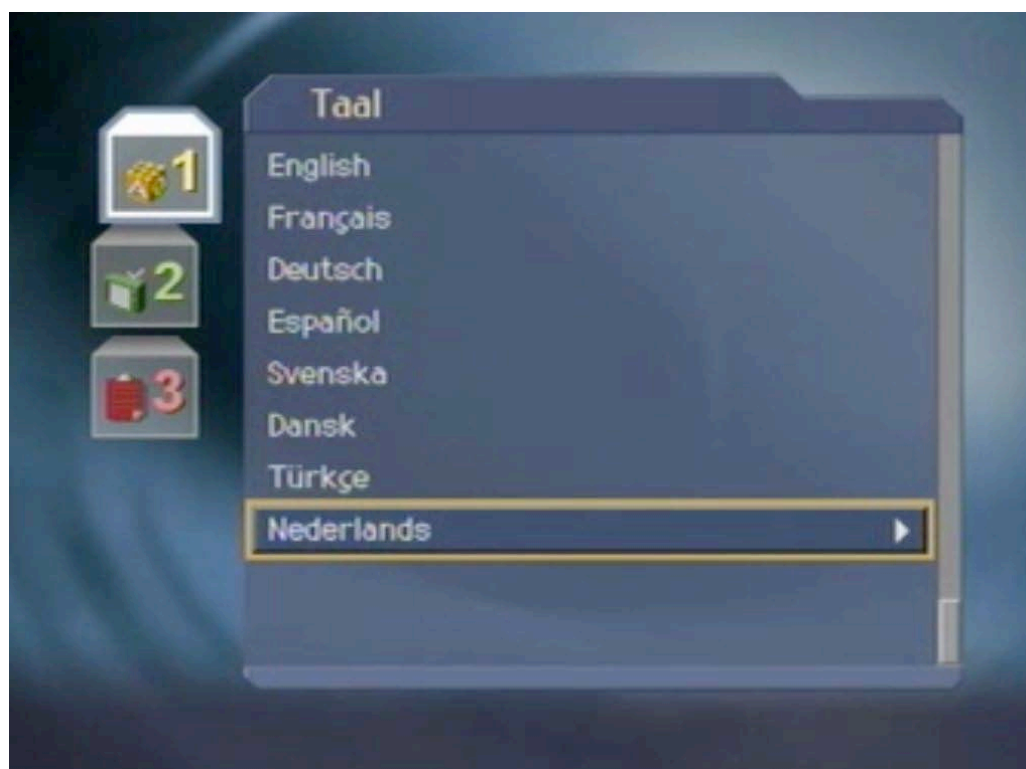 Taal
1
English
Français
2
Deutsch
Español
3
Svenska
Dansk
Türkçe
Nederlands